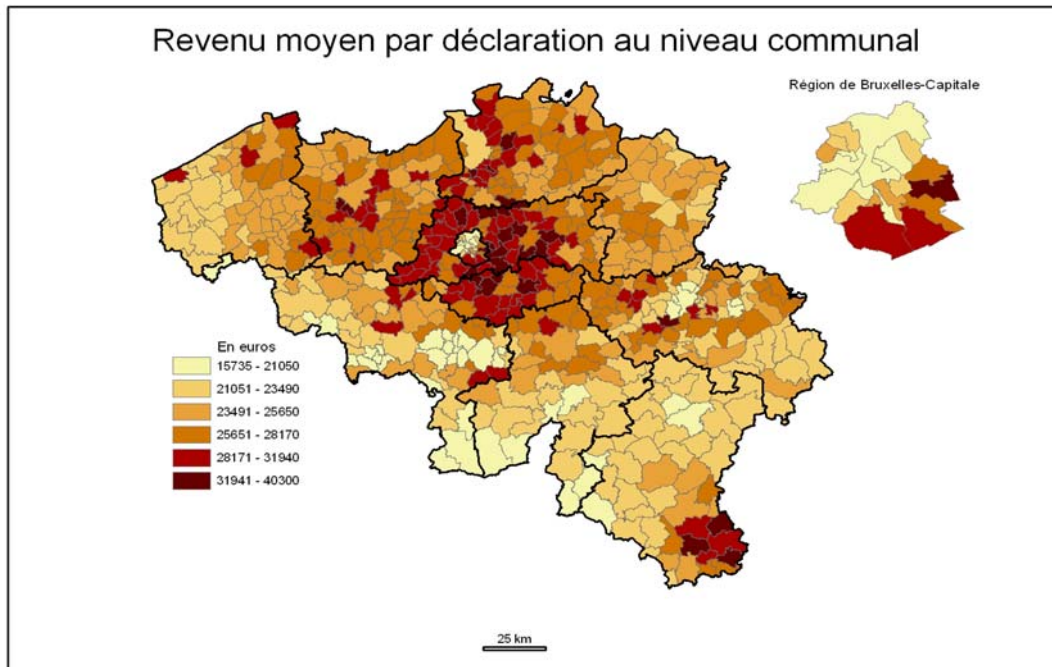 Revenu moyen par déclaration au niveau communal
Région de Bruxelles-Capitale
En euros
15735 - 21050
21051 - 23490
23491 - 25650
25651 - 28170
28171 - 31940
31941 - 40300
25 km